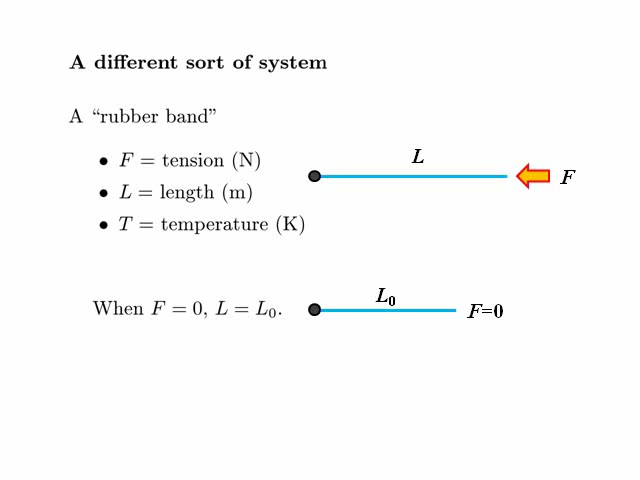 A different sort of system
A “rubber band”
• F = tension (N)
• L = length (m)
• T = temperature (K)
L
F
When F = 0, L = L₀.
L₀
F=0